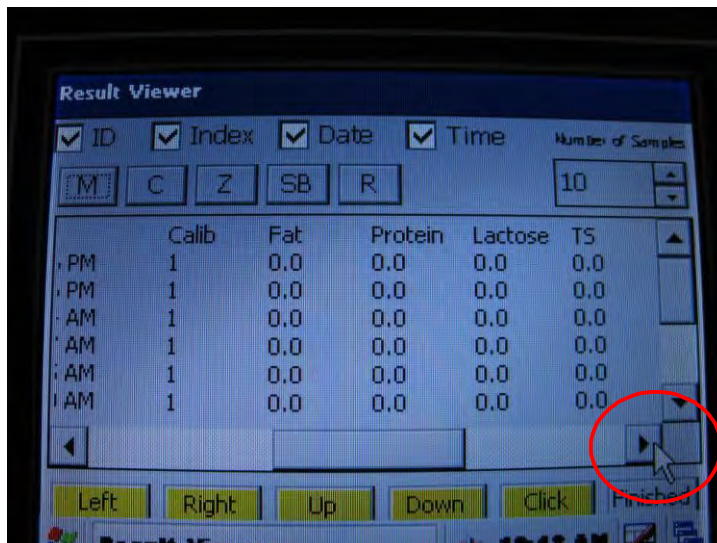 Result Viewer
ID Index Date Time Number of Samples
M C Z SB R 10
Calib Fat Protein Lactose TS
PM 1 0.0 0.0 0.0 0.0
PM 1 0.0 0.0 0.0 0.0
AM 1 0.0 0.0 0.0 0.0
AM 1 0.0 0.0 0.0 0.0
AM 1 0.0 0.0 0.0 0.0
AM 1 0.0 0.0 0.0 0.0
Left Right Up Down Click Finished
AM